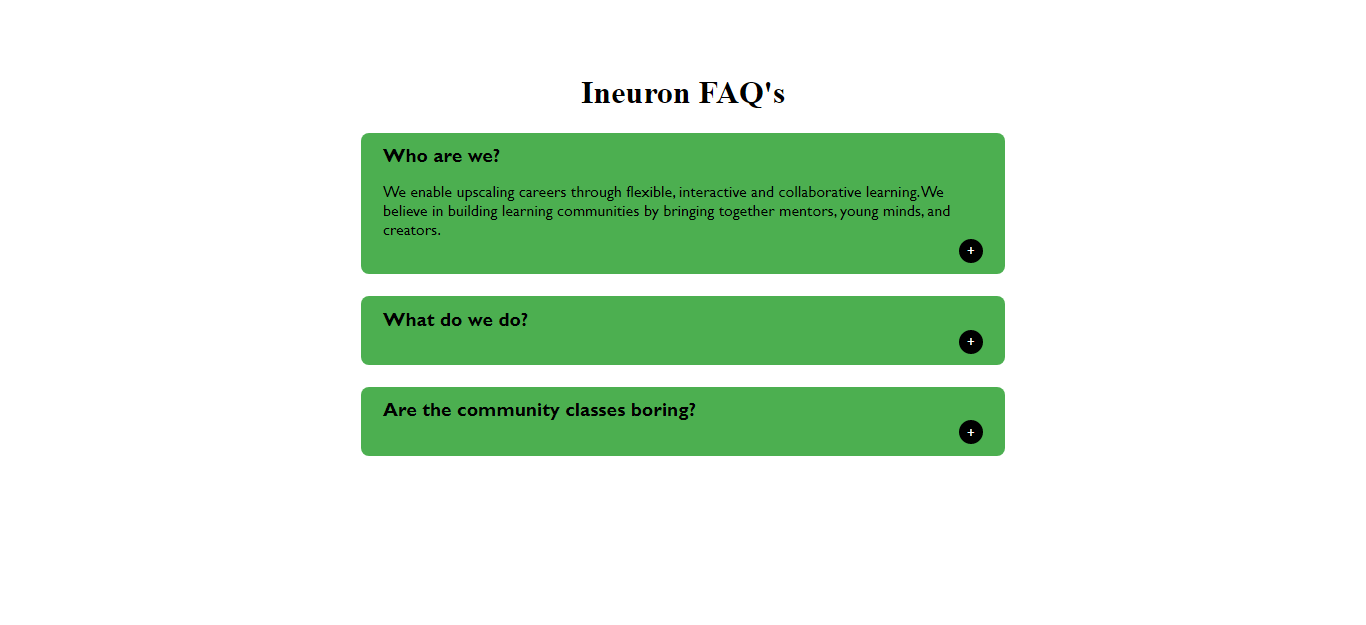 Ineuron FAQ's
Who are we?
We enable upscaling careers through flexible, interactive and collaborative learning.We
believe in building learning communities by bringing together mentors, young minds, and
creators.
+
What do we do?
+
Are the community classes boring?
+